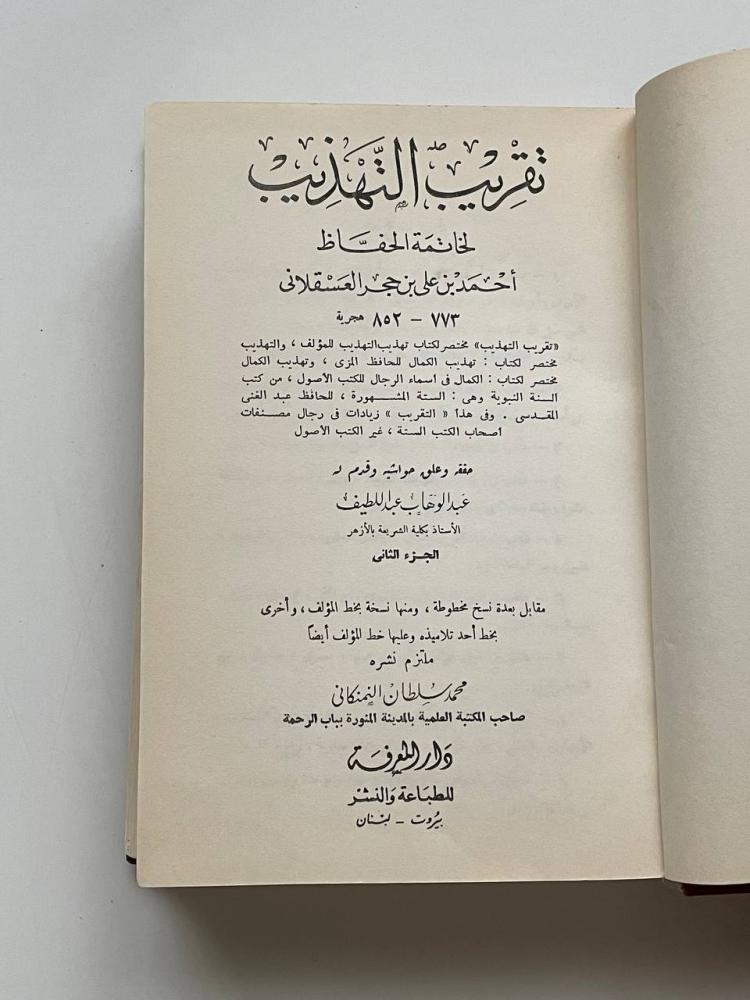 تقريب التهذيب
لخاتمة الحفاظ
أحمد بن على بن حجر العسقلانى
٧٧٣ – ٨٥٢ هجرية
«تقريب التهذيب» مختصر لكتاب تهذيب التهذيب للمؤلف ، والتهذيب
مختصر لكتاب : تهذيب الكمال للحافظ المزى ، وتهذيب الكمال
مختصر لكتاب : الكمال فى أسماء الرجال للكتب الأصول ، من كتب
السنة النبوية وهى : الستة المشهورة ، للحافظ عبد الغنى
المقدسى . وفى هذا « التقريب » زيادات فى رجال مصنفات
أصحاب الكتب الستة ، غير الكتب الأصول
حققه وعلق حواشيه وقدم له
عبد الوهاب عبد اللطيف
الأستاذ بكلية الشريعة بالأزهر
الجزء الثانى
مقابل بعدة نسخ مخطوطة ، ومنها نسخة بخط المؤلف ، وأخرى
بخط أحد تلاميذه وعليها خط المؤلف أيضاً
ملتزم نشره
محمد سلطان النمنكانى
صاحب المكتبة العلمية بالمدينة المنورة بباب الرحمة
دار المعرفة
للطباعة والنشر
بيروت – لبنان